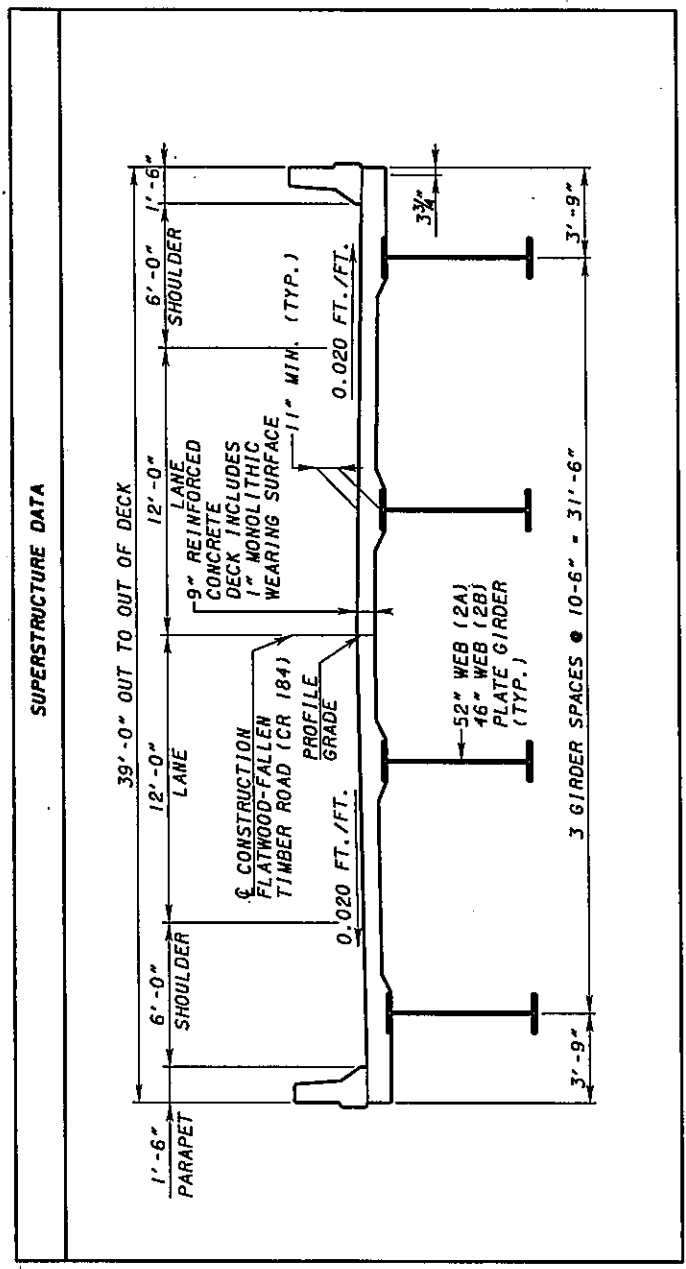 SUPERSTRUCTURE DATA
39'-0" OUT TO OUT OF DECK
1'-6"
PARAPET
6'-0"
SHOULDER
12'-0"
LANE
12'-0"
LANE
6'-0"
SHOULDER
1'-6"
9" REINFORCED
CONCRETE
DECK INCLUDES
1" MONOLITHIC
WEARING SURFACE
℄ CONSTRUCTION
FLATWOOD-FALLEN
TIMBER ROAD (CR 184)
PROFILE
GRADE
11" MIN. (TYP.)
0.020 FT./FT.
0.020 FT./FT.
3¾"
52" WEB (2A)
46" WEB (2B)
PLATE GIRDER
(TYP.)
3'-9"
3 GIRDER SPACES @ 10-6" = 31'-6"
3'-9"